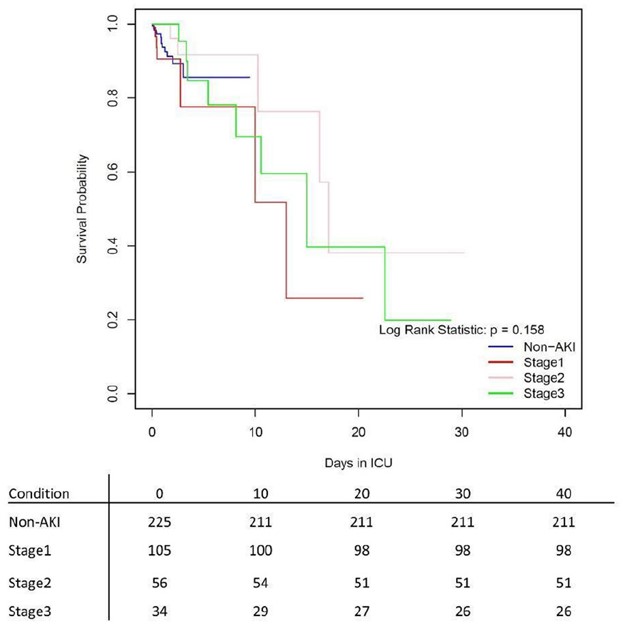 1.0
0.8
0.6
0.4
0.2
0.0
Survival Probability
Log Rank Statistic: p = 0.158
Non−AKI
Stage1
Stage2
Stage3
0 10 20 30 40
Days in ICU
Condition 0 10 20 30 40
Non-AKI 225 211 211 211 211
Stage1 105 100 98 98 98
Stage2 56 54 51 51 51
Stage3 34 29 27 26 26